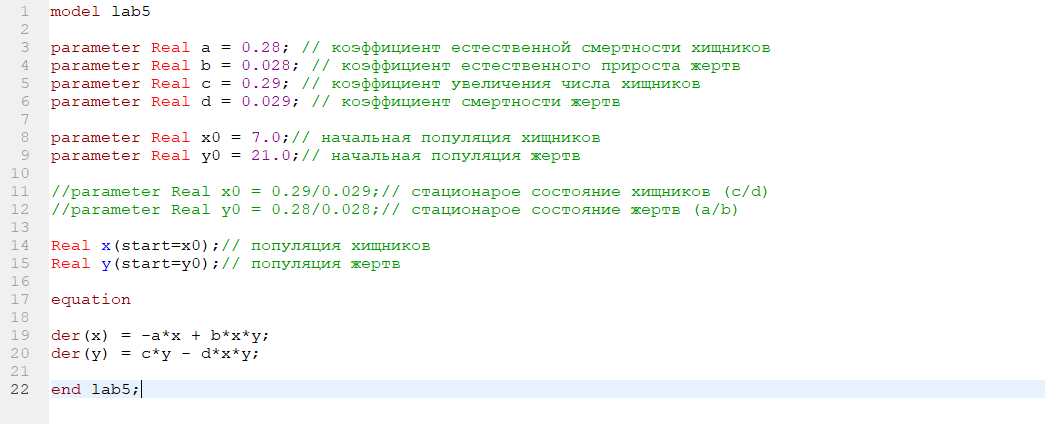 1 model lab5
2
3 parameter Real a = 0.28; // коэффициент естественной смертности хищников
4 parameter Real b = 0.028; // коэффициент естественного прироста жертв
5 parameter Real c = 0.29; // коэффициент увеличения числа хищников
6 parameter Real d = 0.029; // коэффициент смертности жертв
7
8 parameter Real x0 = 7.0;// начальная популяция хищников
9 parameter Real y0 = 21.0;// начальная популяция жертв
10
11 //parameter Real x0 = 0.29/0.029;// стационарое состояние хищников (c/d)
12 //parameter Real y0 = 0.28/0.028;// стационарое состояние жертв (a/b)
13
14 Real x(start=x0);// популяция хищников
15 Real y(start=y0);// популяция жертв
16
17 equation
18
19 der(x) = -a*x + b*x*y;
20 der(y) = c*y - d*x*y;
21
22 end lab5;